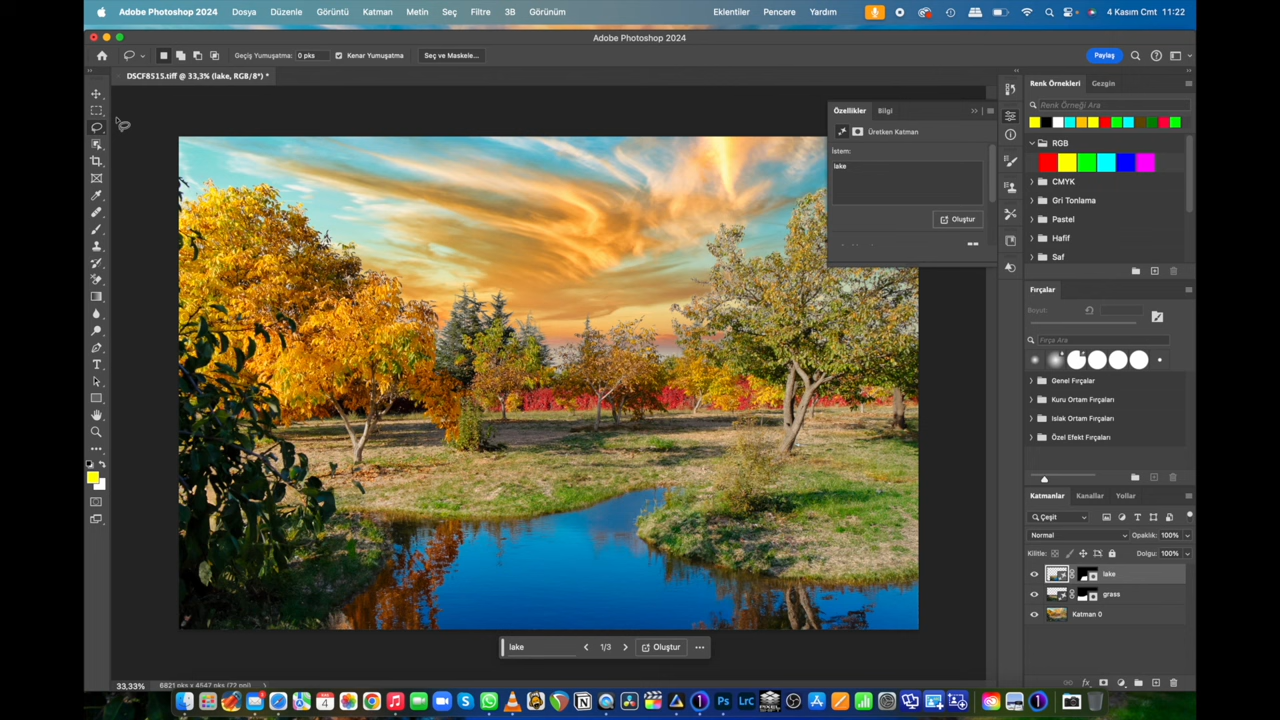 Adobe Photoshop 2024 Dosya Düzenle Görüntü Katman Metin Seç Filtre 3B Görünüm Eklentiler Pencere Yardım 4 Kasım Cmt 11:22
Adobe Photoshop 2024
Geçiş Yumuşatma: 0 pks Kenar Yumuşatma Seç ve Maskele... Paylaş
DSCF8515.tiff @ 33,3% (lake, RGB/8*) *
Renk Örnekleri Gezgin
Renk Örneği Ara
RGB
CMYK
Gri Tonlama
Pastel
Hafif
Saf
Özellikler Bilgi
Üretken Katman
İstem:
lake
Oluştur
Fırçalar
Boyut:
Fırça Ara
Genel Fırçalar
Kuru Ortam Fırçaları
Islak Ortam Fırçaları
Özel Efekt Fırçaları
Katmanlar Kanallar Yollar
Çeşit
Normal Opaklık: 100%
Kilitle: Dolgu: 100%
lake
grass
Katman 0
lake 1/3 Oluştur
33,33% 6821 pks x 4547 pks (72 ppi)